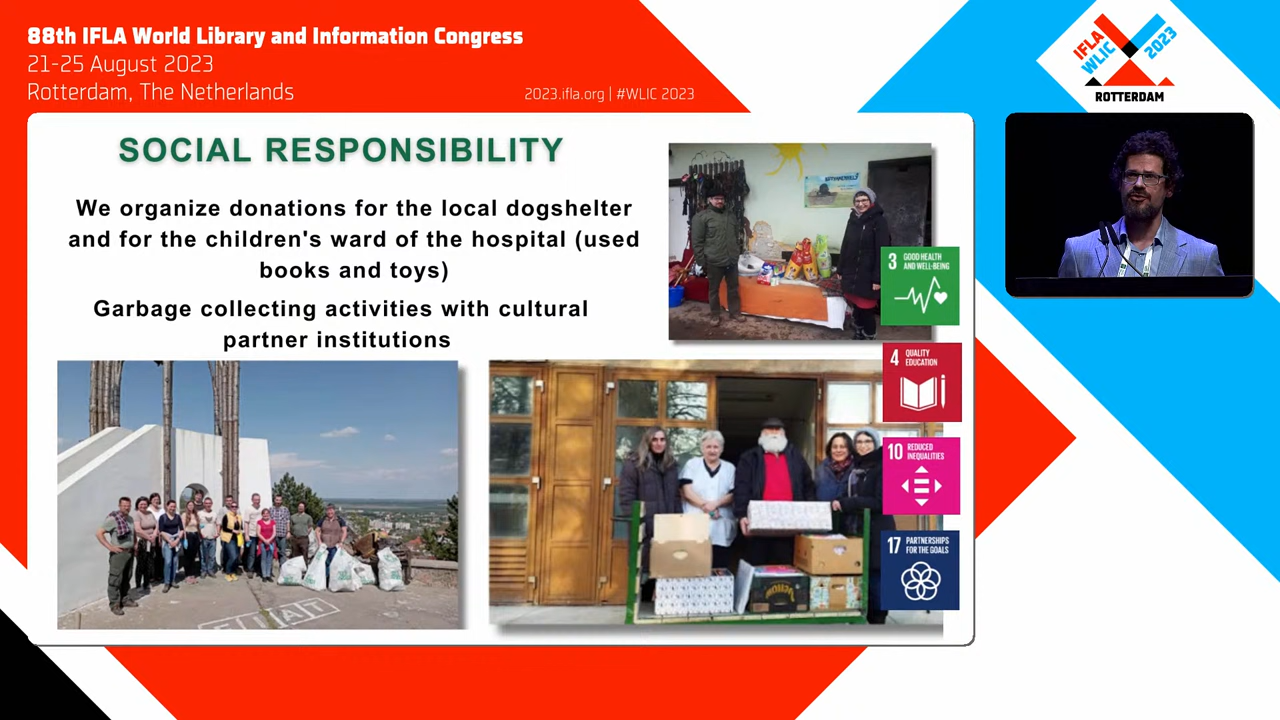 88th IFLA World Library and Information Congress
21-25 August 2023
Rotterdam, The Netherlands
2023.ifla.org | #WLIC 2023
IFLA
WLIC
2023
ROTTERDAM
SOCIAL RESPONSIBILITY
We organize donations for the local dogshelter
and for the children's ward of the hospital (used
books and toys)
Garbage collecting activities with cultural
partner institutions
3 GOOD HEALTH
AND WELL-BEING
4 QUALITY
EDUCATION
10 REDUCED
INEQUALITIES
17 PARTNERSHIPS
FOR THE GOALS